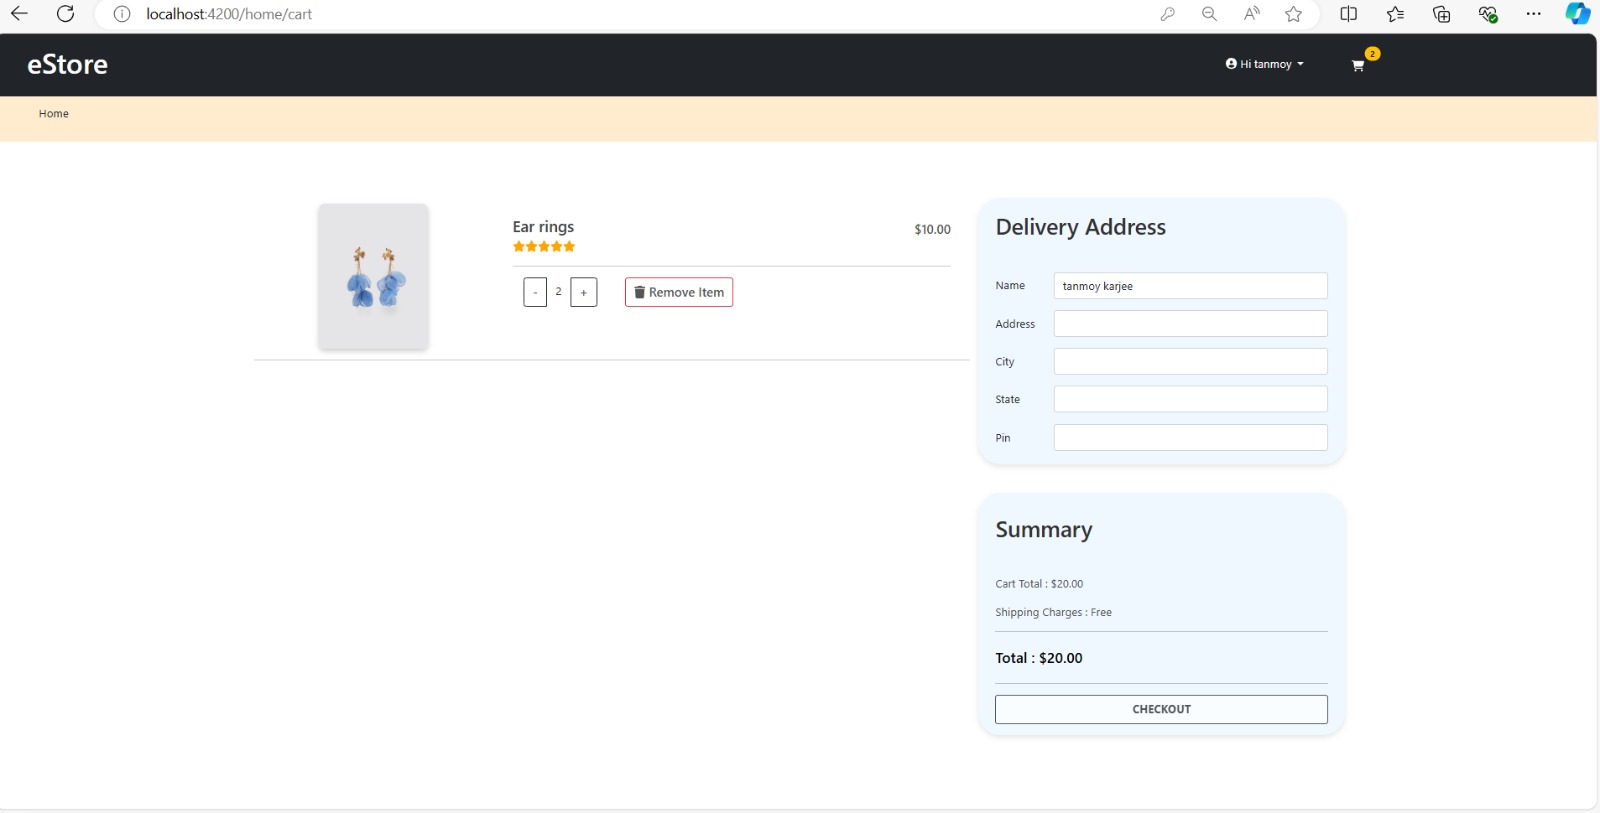 localhost:4200/home/cart
eStore
Hi tanmoy
2
Home
Ear rings
$10.00
- 2 +
Remove Item
Delivery Address
Name tanmoy karjee
Address
City
State
Pin
Summary
Cart Total : $20.00
Shipping Charges : Free
Total : $20.00
CHECKOUT